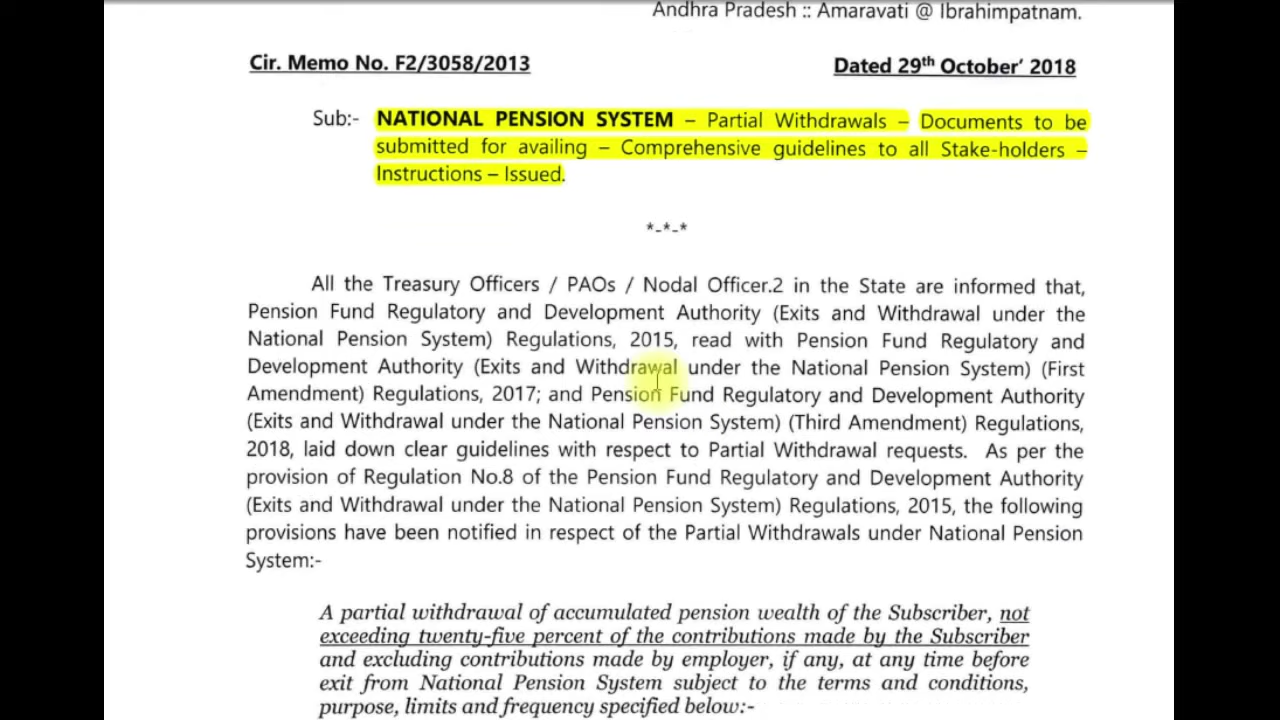 Andhra Pradesh :: Amaravati @ Ibrahimpatnam.
Cir. Memo No. F2/3058/2013 Dated 29th October' 2018
Sub:- NATIONAL PENSION SYSTEM – Partial Withdrawals – Documents to be
submitted for availing – Comprehensive guidelines to all Stake-holders –
Instructions – Issued.
*-*-*
All the Treasury Officers / PAOs / Nodal Officer.2 in the State are informed that,
Pension Fund Regulatory and Development Authority (Exits and Withdrawal under the
National Pension System) Regulations, 2015, read with Pension Fund Regulatory and
Development Authority (Exits and Withdrawal under the National Pension System) (First
Amendment) Regulations, 2017; and Pension Fund Regulatory and Development Authority
(Exits and Withdrawal under the National Pension System) (Third Amendment) Regulations,
2018, laid down clear guidelines with respect to Partial Withdrawal requests. As per the
provision of Regulation No.8 of the Pension Fund Regulatory and Development Authority
(Exits and Withdrawal under the National Pension System) Regulations, 2015, the following
provisions have been notified in respect of the Partial Withdrawals under National Pension
System:-
A partial withdrawal of accumulated pension wealth of the Subscriber, not
exceeding twenty-five percent of the contributions made by the Subscriber
and excluding contributions made by employer, if any, at any time before
exit from National Pension System subject to the terms and conditions,
purpose, limits and frequency specified below:-